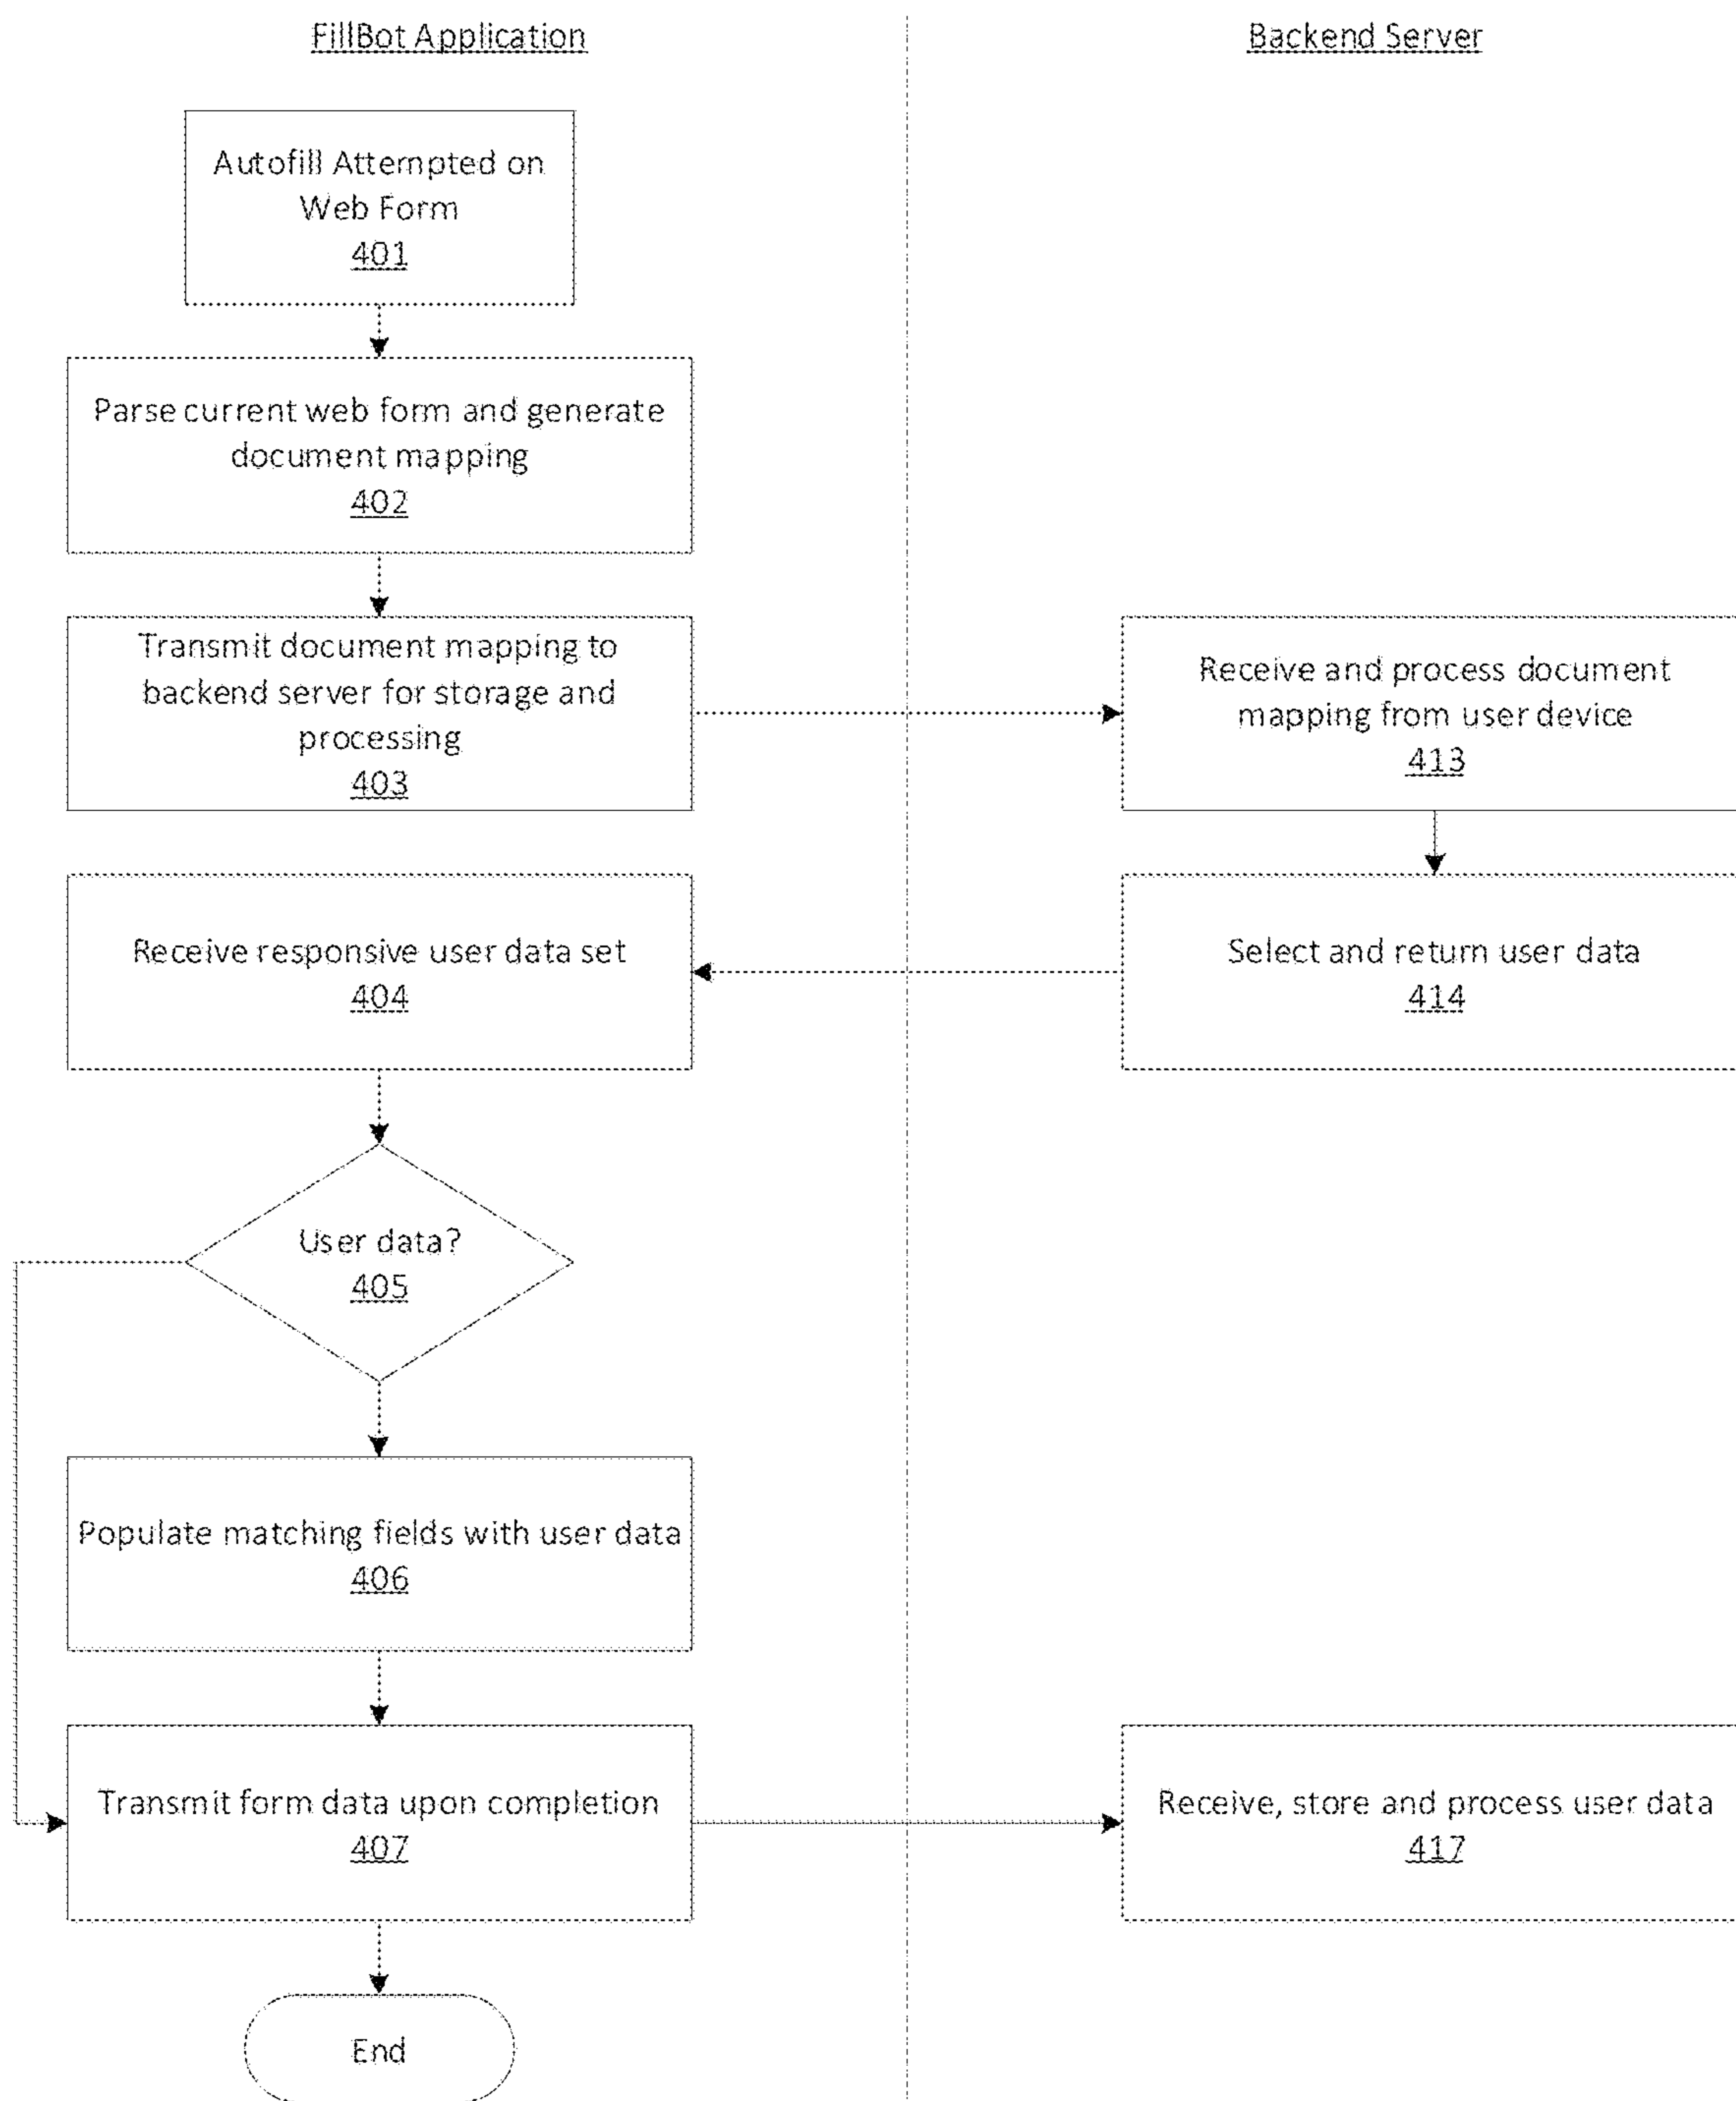 FillBot Application
Backend Server
Autofill Attempted on
Web Form
401
Parse current web form and generate
document mapping
402
Transmit document mapping to
backend server for storage and
processing
403
Receive and process document
mapping from user device
413
Receive responsive user data set
404
Select and return user data
414
User data?
405
Populate matching fields with user data
406
Transmit form data upon completion
407
Receive, store and process user data
417
End